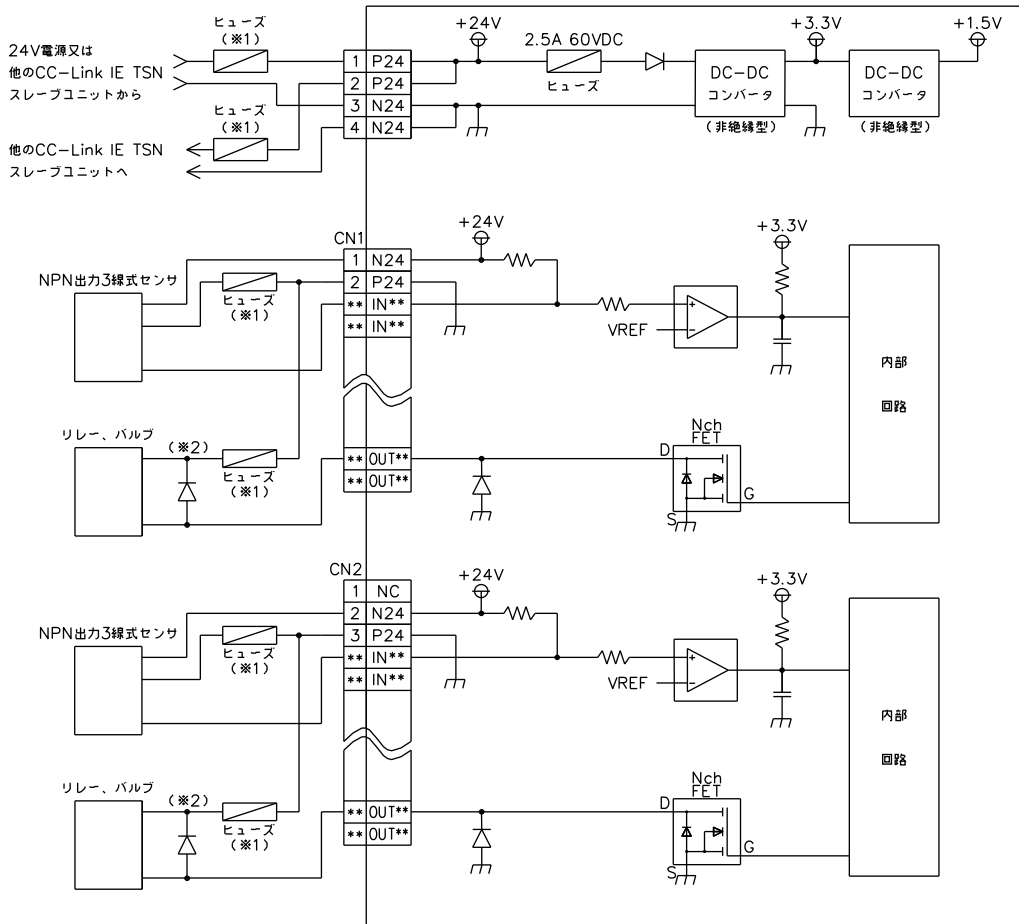 24V電源又は
他のCC-Link IE TSN
スレーブユニットから
ヒューズ
(※1)
ヒューズ
(※1)
他のCC-Link IE TSN
スレーブユニットへ
1 P24
2 P24
3 N24
4 N24
+24V
2.5A 60VDC
ヒューズ
DC-DC
コンバータ
(非絶縁型)
+3.3V
DC-DC
コンバータ
(非絶縁型)
+1.5V
CN1
1 N24
2 P24
** IN**
** IN**
** OUT**
** OUT**
NPN出力3線式センサ
ヒューズ
(※1)
リレー、バルブ
(※2)
ヒューズ
(※1)
+24V
VREF
+
-
+3.3V
Nch
FET
D
G
S
内部
回路
CN2
1 NC
2 N24
3 P24
** IN**
** IN**
** OUT**
** OUT**
NPN出力3線式センサ
ヒューズ
(※1)
リレー、バルブ
(※2)
ヒューズ
(※1)
+24V
VREF
+
-
+3.3V
Nch
FET
D
G
S
内部
回路